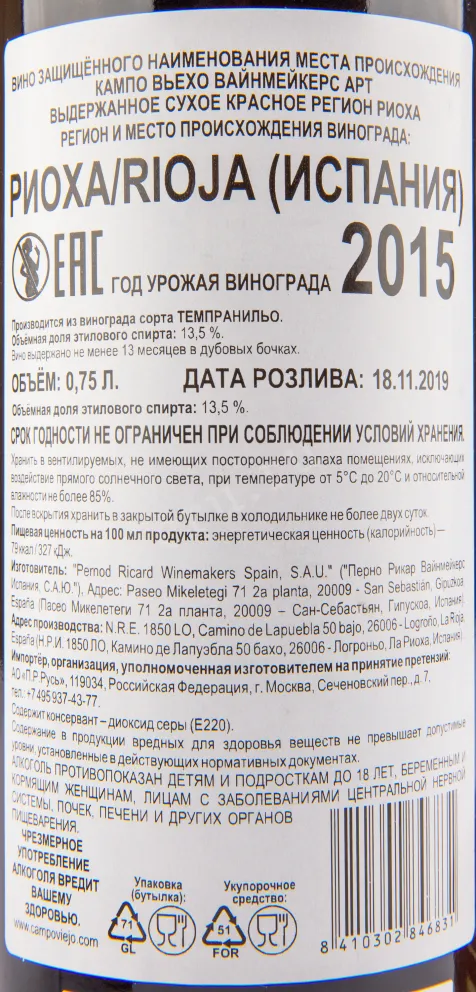 ВИНО ЗАЩИЩЁННОГО НАИМЕНОВАНИЯ МЕСТА ПРОИСХОЖДЕНИЯ
КАМПО ВЬЕХО ВАЙНМЕЙКЕРС АРТ
ВЫДЕРЖАННОЕ СУХОЕ КРАСНОЕ РЕГИОН РИОХА
РЕГИОН И МЕСТО ПРОИСХОЖДЕНИЯ ВИНОГРАДА:
РИОХА/RIOJA (ИСПАНИЯ)
EAC ГОД УРОЖАЯ ВИНОГРАДА 2015
Производится из винограда сорта ТЕМПРАНИЛЬО.
Объёмная доля этилового спирта: 13,5 %.
Вино выдержано не менее 13 месяцев в дубовых бочках.
ОБЪЁМ: 0,75 Л. ДАТА РОЗЛИВА: 18.11.2019
Объёмная доля этилового спирта: 13,5 %.
СРОК ГОДНОСТИ НЕ ОГРАНИЧЕН ПРИ СОБЛЮДЕНИИ УСЛОВИЙ ХРАНЕНИЯ.
Хранить в вентилируемых, не имеющих постороннего запаха помещениях, исключающих
воздействие прямого солнечного света, при температуре от 5°С до 20°С и относительной
влажности не более 85%.
После вскрытия хранить в закрытой бутылке в холодильнике не более двух суток.
Пищевая ценность на 100 мл продукта: энергетическая ценность (калорийность)—
79 ккал / 327 кДж.
Изготовитель: "Pernod Ricard Winemakers Spain, S.A.U." ("Перно Рикар Вайнмейкерс
Испания, С.А.Ю."). Адрес: Paseo Mikeletegi 71 2a planta, 20009 - San Sebastián, Gipuzkoa,
España (Пасео Микелетеги 71 2а планта, 20009 – Сан-Себастьян, Гипускоа, Испания).
Адрес производства: N.R.E. 1850 LO, Camino de Lapuebla 50 bajo, 26006 - Logroño, La Rioja,
España (Н.Р.И. 1850 ЛО, Камино де Лапуэбла 50 бахо, 26006 - Логроньо, Ла Риоха, Испания).
Импортёр, организация, уполномоченная изготовителем на принятие претензий:
АО «П.Р.Русь», 119034, Российская Федерация, г. Москва, Сеченовский пер., д. 7,
тел.: +7 495 937-43-77.
Содержит консервант – диоксид серы (Е220).
Содержание в продукции вредных для здоровья веществ не превышает допустимые
уровни, установленные в действующих нормативных документах.
АЛКОГОЛЬ ПРОТИВОПОКАЗАН ДЕТЯМ И ПОДРОСТКАМ ДО 18 ЛЕТ, БЕРЕМЕННЫМ И
КОРМЯЩИМ ЖЕНЩИНАМ, ЛИЦАМ С ЗАБОЛЕВАНИЯМИ ЦЕНТРАЛЬНОЙ НЕРВНОЙ
СИСТЕМЫ, ПОЧЕК, ПЕЧЕНИ И ДРУГИХ ОРГАНОВ
ПИЩЕВАРЕНИЯ.
ЧРЕЗМЕРНОЕ
УПОТРЕБЛЕНИЕ
АЛКОГОЛЯ ВРЕДИТ
ВАШЕМУ
ЗДОРОВЬЮ.
www.campoviejo.com
Упаковка
(бутылка):
71
GL
Укупорочное
средство:
51
FOR
8 410302 846831